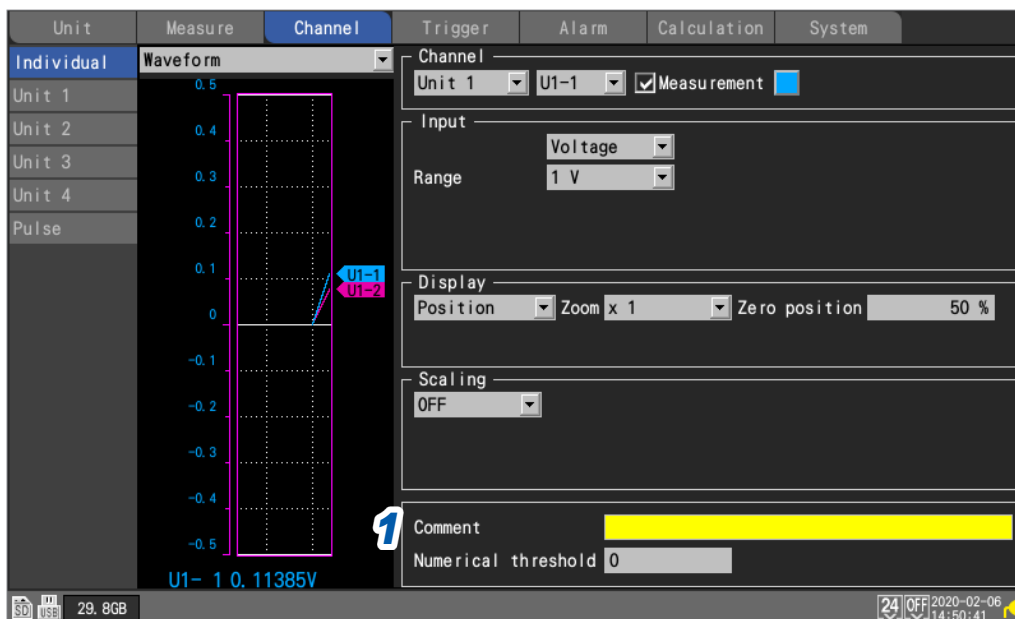 Unit Measure Channel Trigger Alarm Calculation System
Individual
Unit 1
Unit 2
Unit 3
Unit 4
Pulse
Waveform
0.5
0.4
0.3
0.2
0.1
0
-0.1
-0.2
-0.3
-0.4
-0.5
U1-1
U1-2
U1- 1 0.11385V
Channel
Unit 1 U1-1 Measurement
Input
Voltage
Range 1 V
Display
Position Zoom x 1 Zero position 50 %
Scaling
OFF
1 Comment
Numerical threshold 0
SD USB 29.8GB 24 OFF 2020-02-06
14:50:41